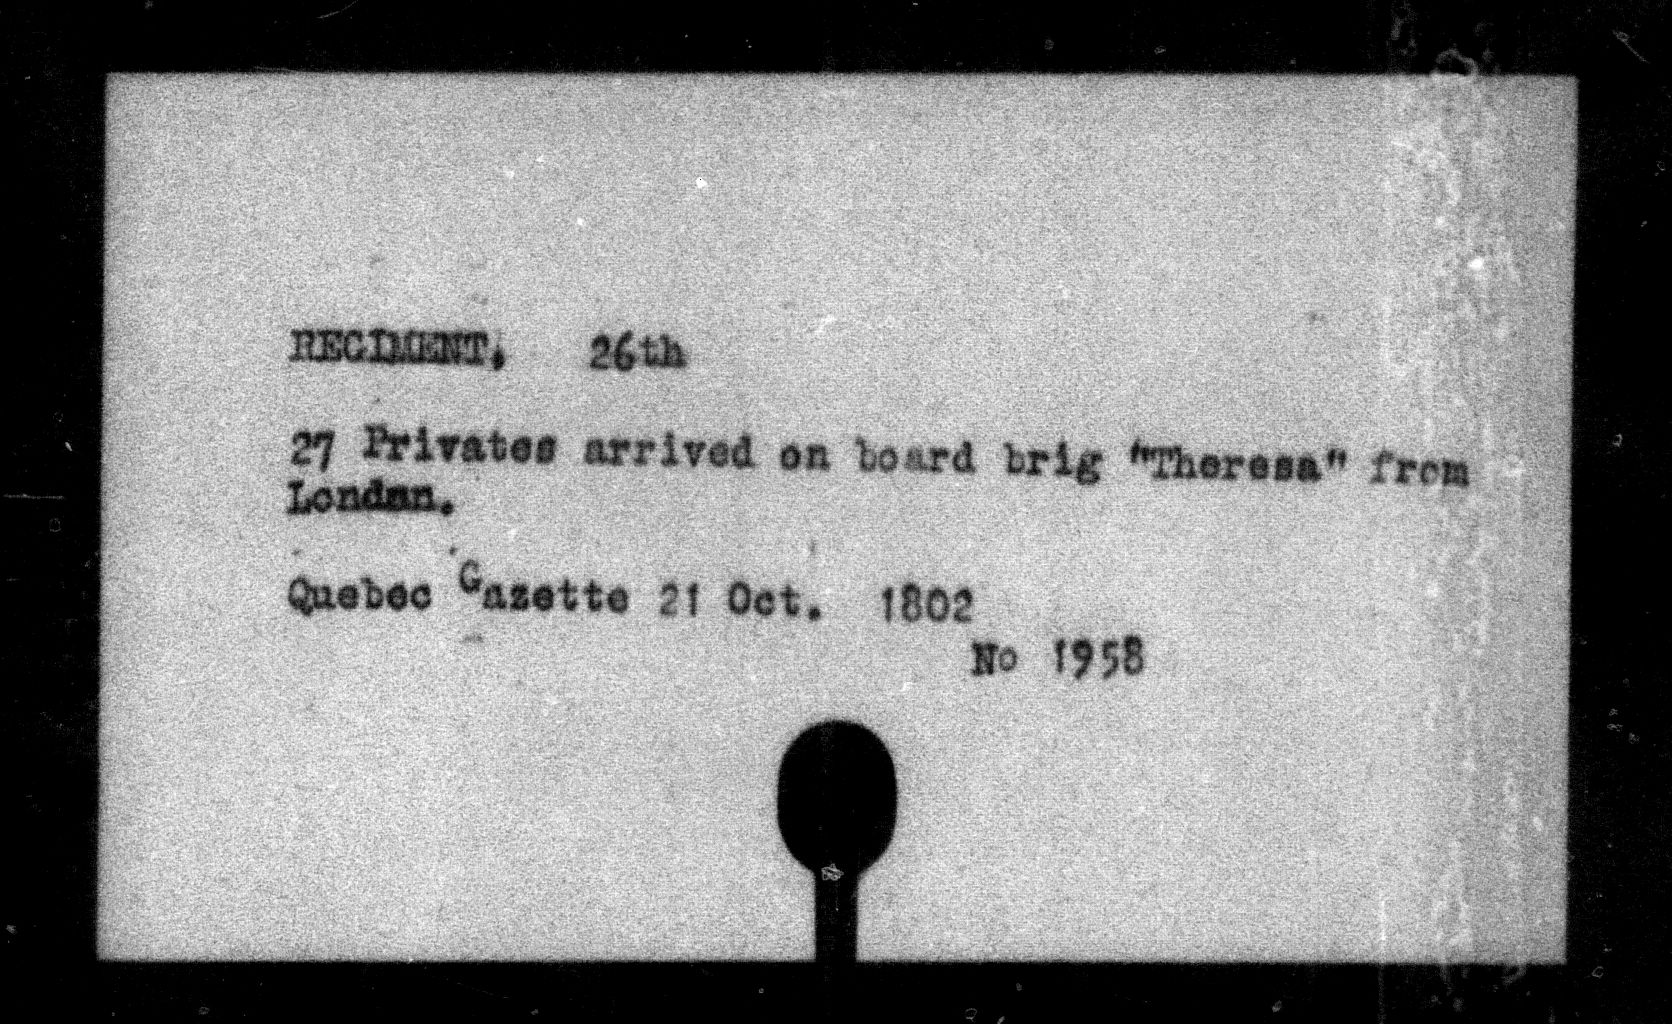 REGIMENT. 26th
27 Privates arrived on board brig "Theresa" from
London.
Quebec Gazette 21 Oct. 1802
No 1958